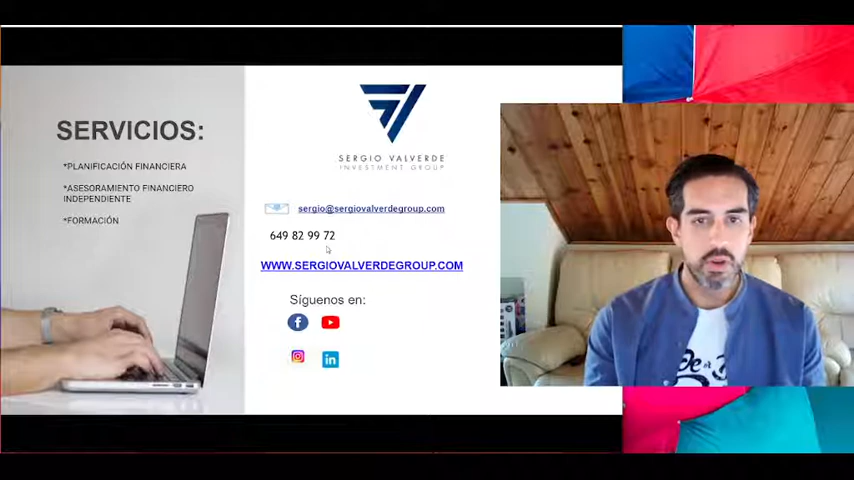 SERVICIOS:
*PLANIFICACIÓN FINANCIERA
*ASESORAMIENTO FINANCIERO
INDEPENDIENTE
*FORMACIÓN
SERGIO VALVERDE
INVESTMENT GROUP
sergio@sergiovalverdegroup.com
649 82 99 72
WWW.SERGIOVALVERDEGROUP.COM
Síguenos en: